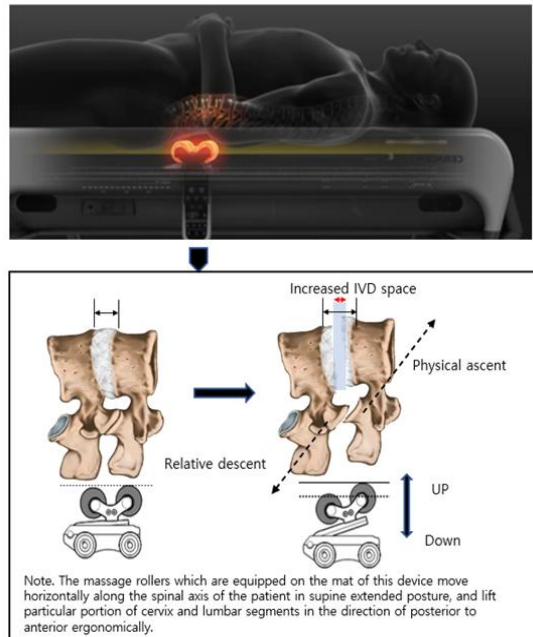 Increased IVD space
Physical ascent
Relative descent
UP
Down
Note. The massage rollers which are equipped on the mat of this device move
horizontally along the spinal axis of the patient in supine extended posture, and lift
particular portion of cervix and lumbar segments in the direction of posterior to
anterior ergonomically.